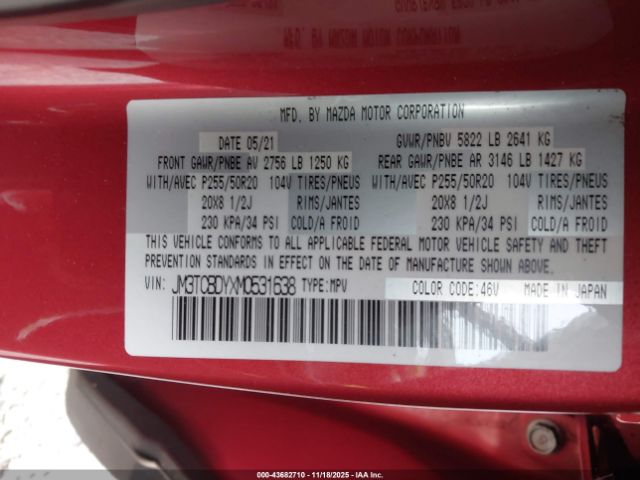 MFD. BY MAZDA MOTOR CORPORATION
DATE 05/21 GVWR/PNBV 5822 LB 2641 KG
FRONT GAWR/PNBE AV 2756 LB 1250 KG REAR GAWR/PNBE AR 3146 LB 1427 KG
WITH/AVEC P255/50R20 104V TIRES/PNEUS WITH/AVEC P255/50R20 104V TIRES/PNEUS
20X8 1/2J RIMS/JANTES 20X8 1/2J RIMS/JANTES
230 KPA/34 PSI COLD/A FROID 230 KPA/34 PSI COLD/A FROID
THIS VEHICLE CONFORMS TO ALL APPLICABLE FEDERAL MOTOR VEHICLE SAFETY AND THEFT
PREVENTION STANDARDS IN EFFECT ON THE DATE OF MANUFACTURE SHOWN ABOVE.
VIN: JM3TCBDYXM0531638 TYPE:MPV COLOR CODE:46V MADE IN JAPAN
000-43682710 - 11/18/2025 - IAAI.COM